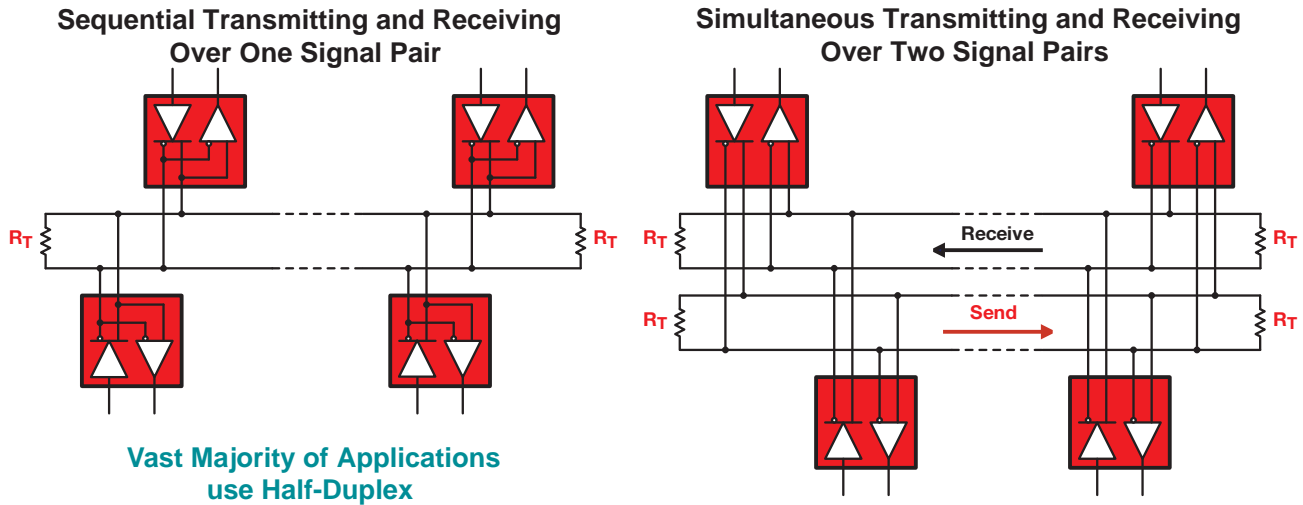 Sequential Transmitting and Receiving
Over One Signal Pair
RT
RT
Vast Majority of Applications
use Half-Duplex
Simultaneous Transmitting and Receiving
Over Two Signal Pairs
RT
Receive
RT
RT
Send
RT